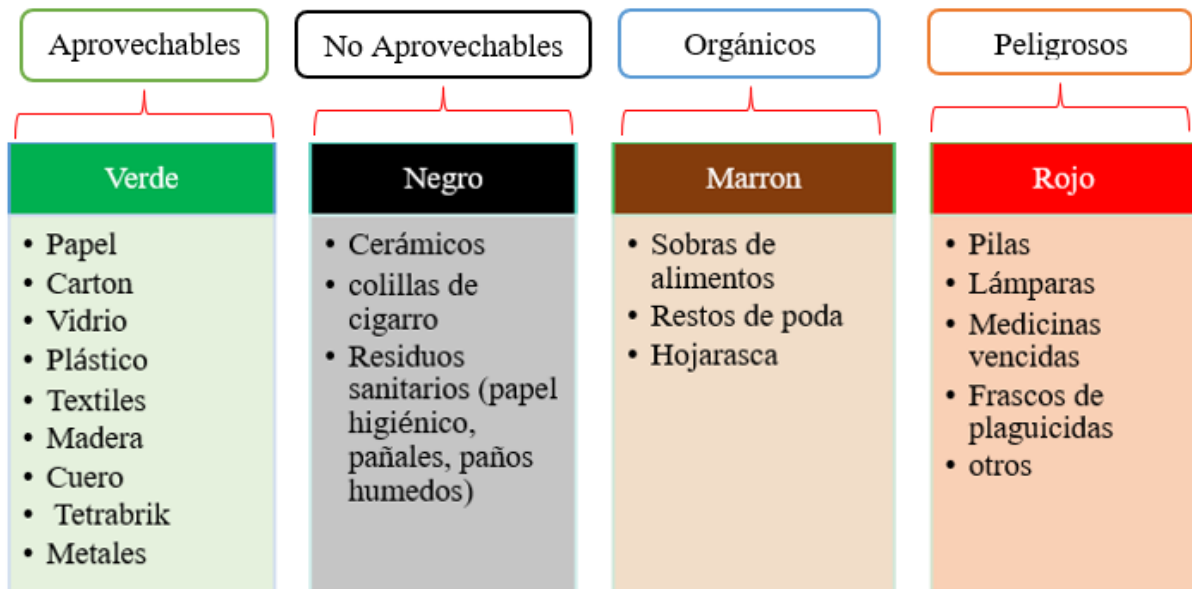 Aprovechables
Verde
• Papel
• Carton
• Vidrio
• Plástico
• Textiles
• Madera
• Cuero
• Tetrabrik
• Metales
No Aprovechables
Negro
• Cerámicos
• colillas de
cigarro
• Residuos
sanitarios (papel
higiénico,
pañales, paños
humedos)
Orgánicos
Marron
• Sobras de
alimentos
• Restos de poda
• Hojarasca
Peligrosos
Rojo
• Pilas
• Lámparas
• Medicinas
vencidas
• Frascos de
plaguicidas
• otros